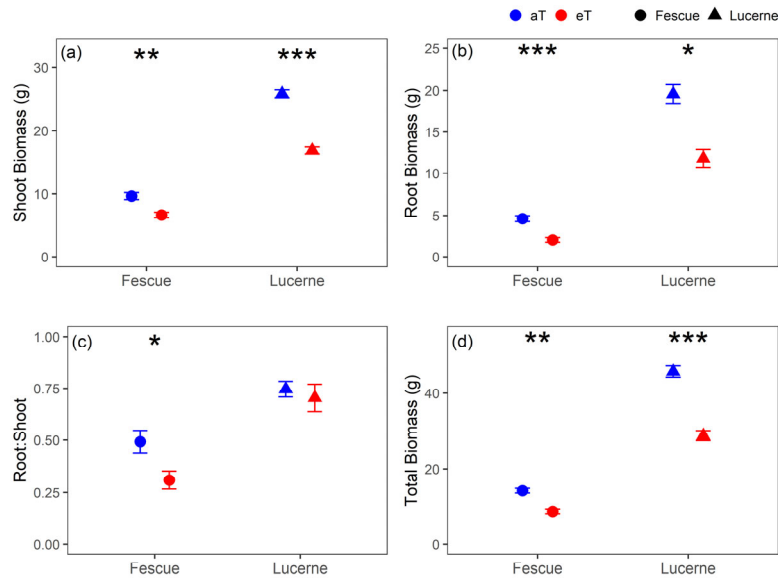 aT eT Fescue Lucerne
(a) ** ***
Shoot Biomass (g)
30
20
10
0
Fescue Lucerne
(b) *** *
Root Biomass (g)
25
20
15
10
5
0
Fescue Lucerne
(c) *
Root:Shoot
1.00
0.75
0.50
0.25
0.00
Fescue Lucerne
(d) ** ***
Total Biomass (g)
40
20
0
Fescue Lucerne